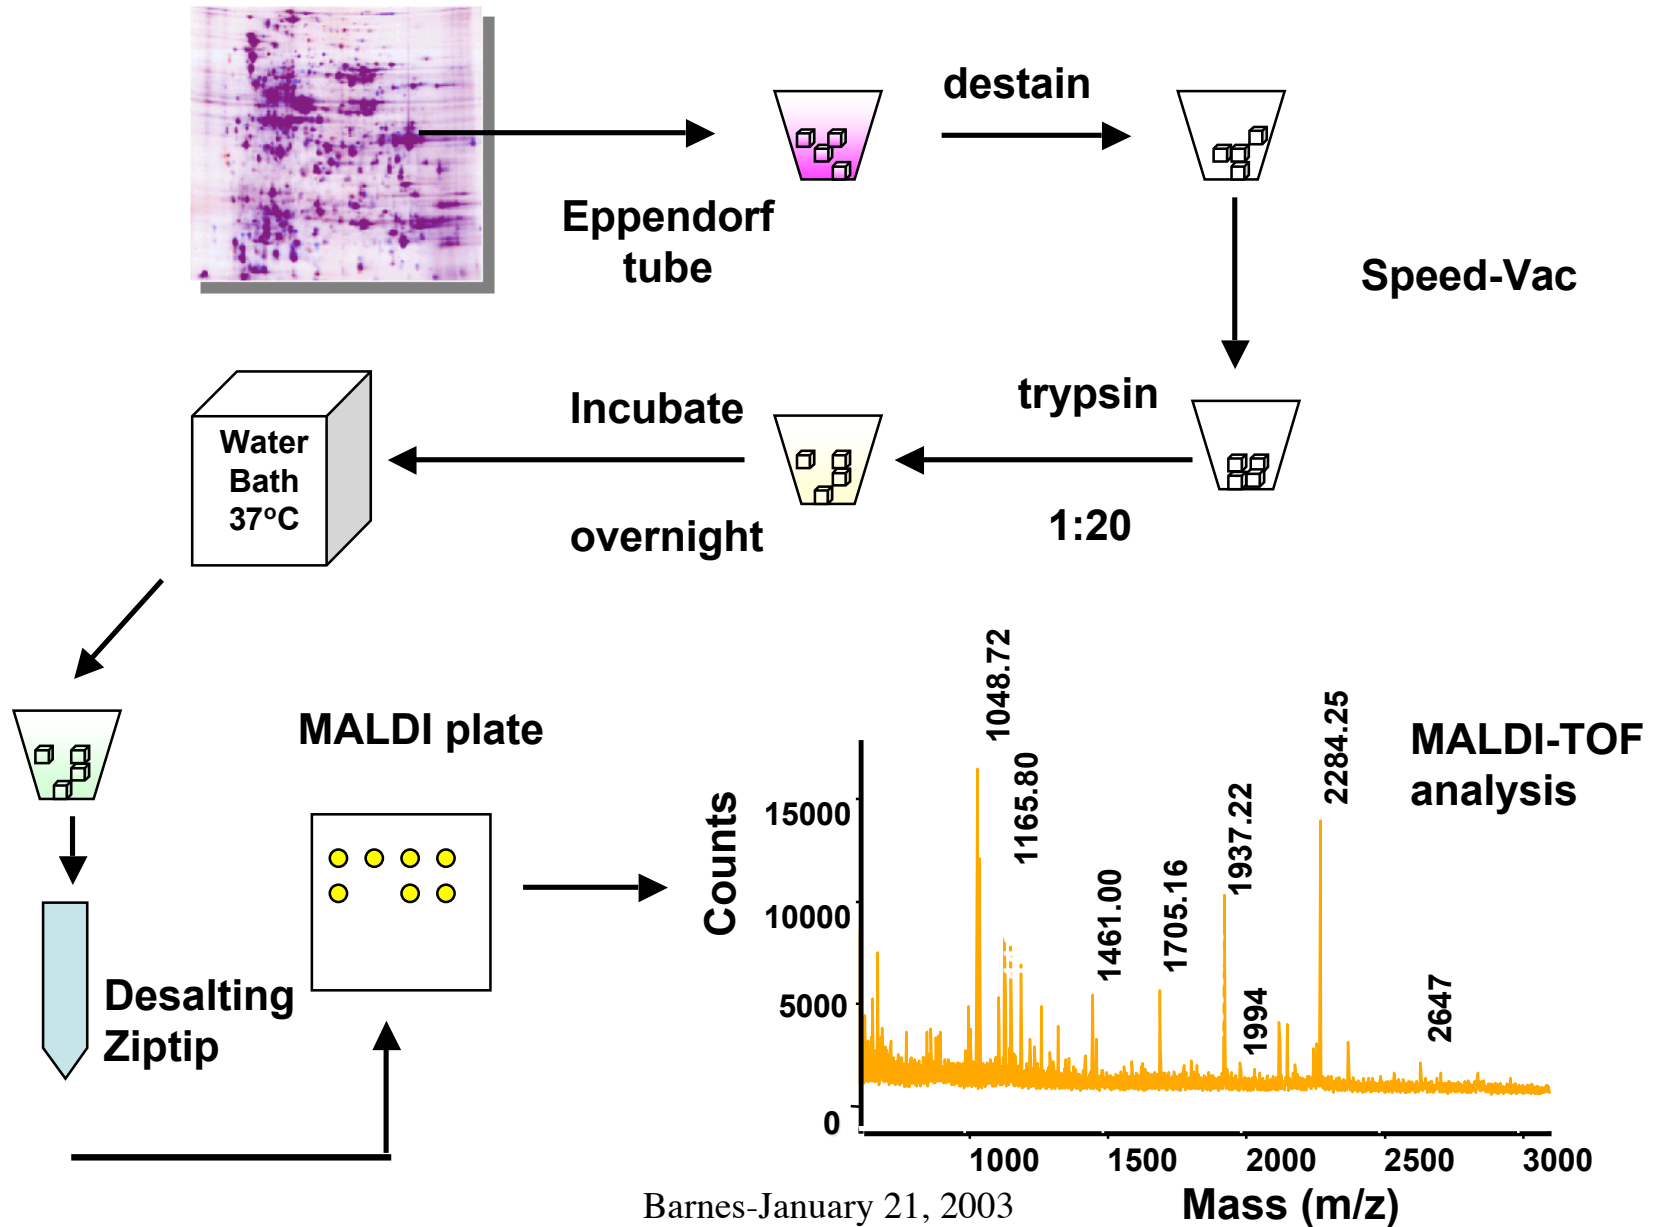 destain
Eppendorf
tube
Speed-Vac
trypsin
1:20
Incubate
overnight
Water
Bath
37°C
Desalting
Ziptip
MALDI plate
MALDI-TOF
analysis
1048.72
1165.80
1461.00
1705.16
1937.22
1994
2284.25
2647
Counts
15000
10000
5000
0
1000 1500 2000 2500 3000
Mass (m/z)
Barnes-January 21, 2003